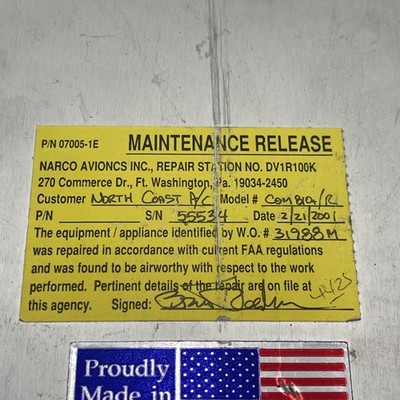 P/N 07005-1E MAINTENANCE RELEASE
NARCO AVIONCS INC., REPAIR STATION NO. DV1R100K
270 Commerce Dr., Ft. Washington, Pa. 19034-2450
Customer NORTH COAST A/C Model # COM810/R
P/N S/N 55534 Date 2/21/2001
The equipment / appliance identified by W.O.# 31988M
was repaired in accordance with current FAA regulations
and was found to be airworthy with respect to the work
performed. Pertinent details of the repair are on file at
this agency. Signed:
Proudly
Made in